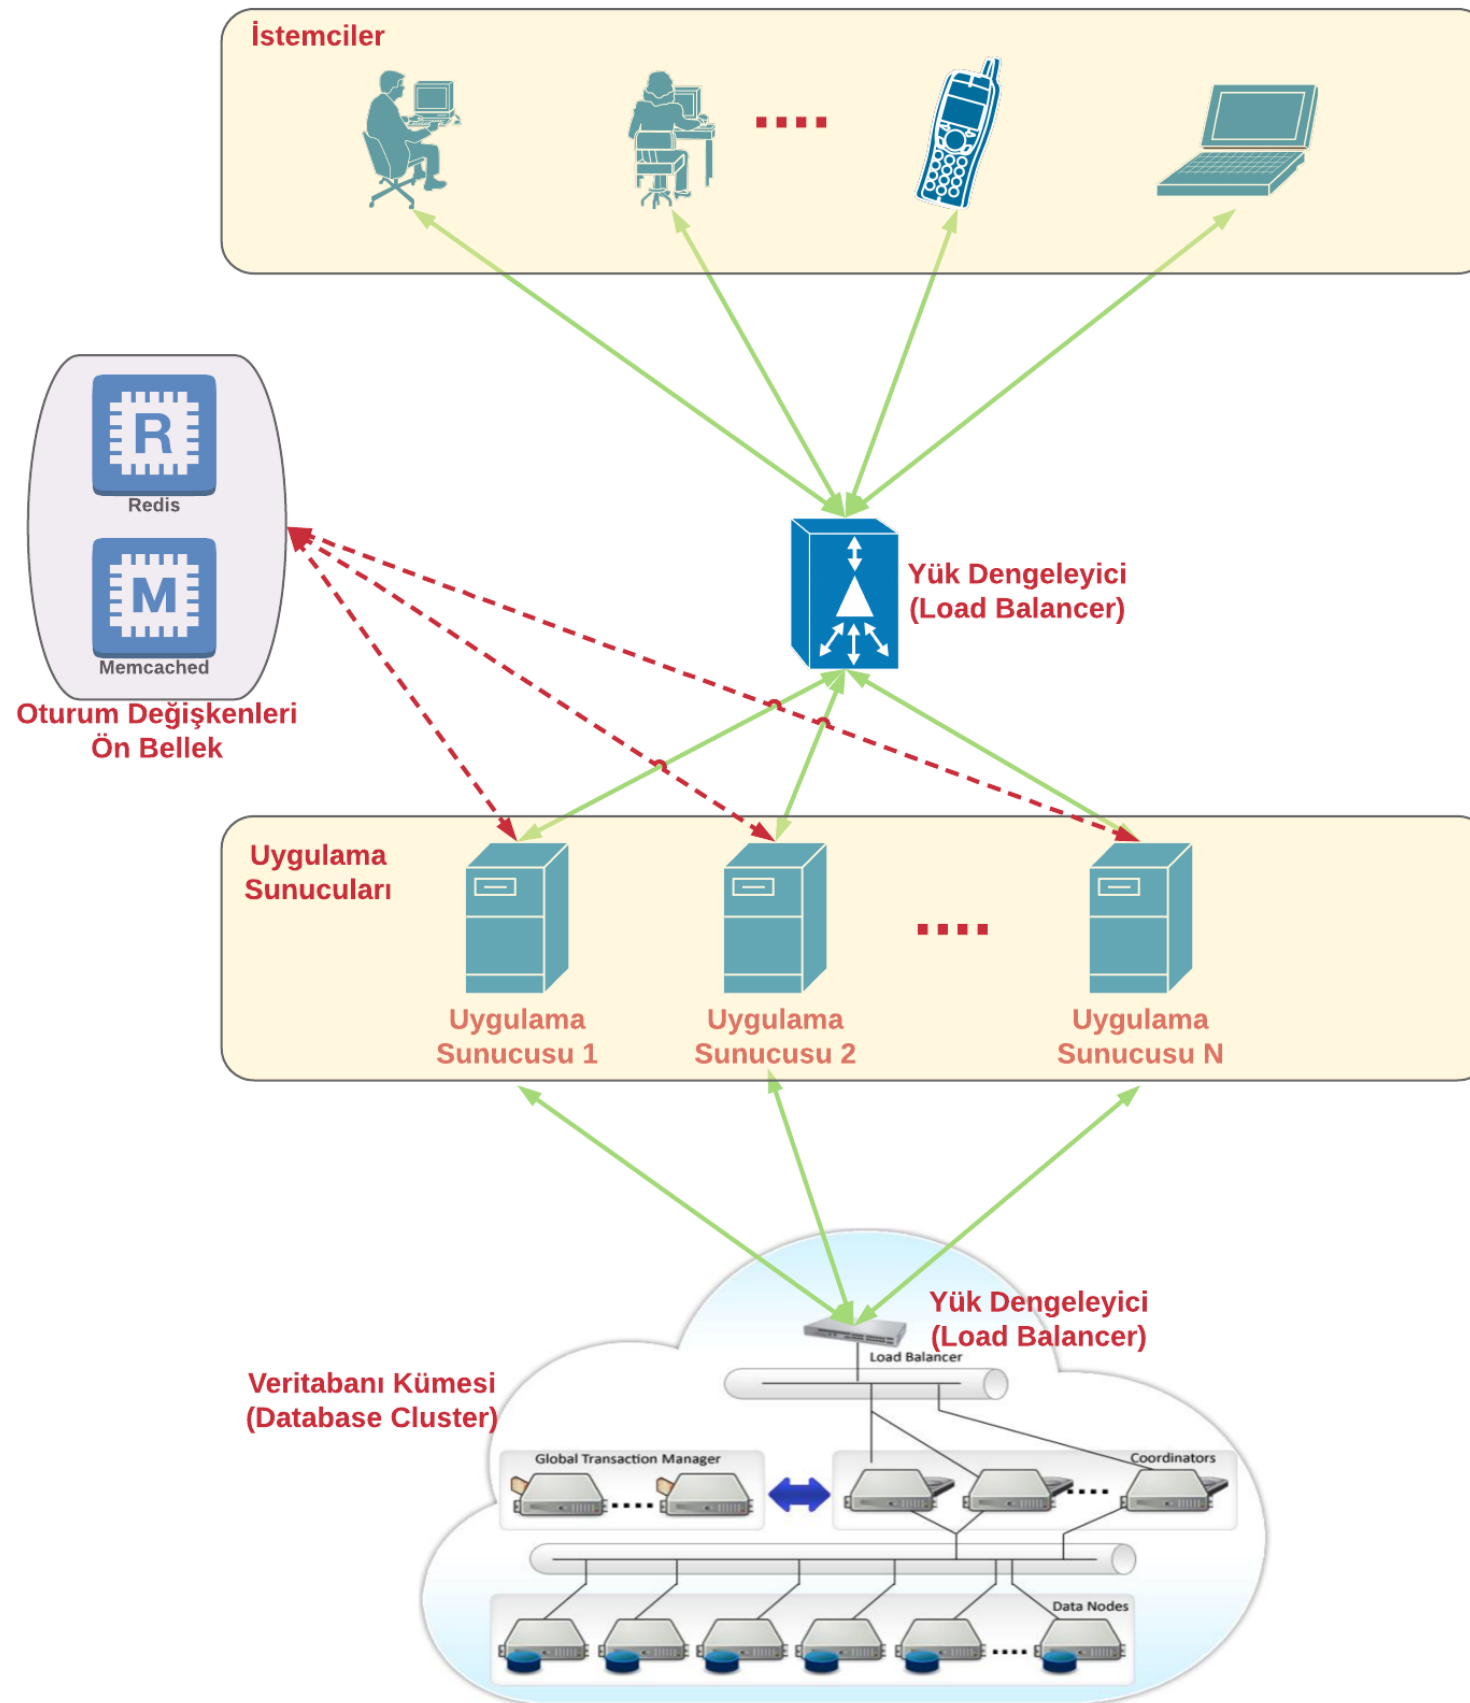 İstemciler
R
Redis
M
Memcached
Oturum Değişkenleri
Ön Bellek
Yük Dengeleyici
(Load Balancer)
Uygulama
Sunucuları
Uygulama
Sunucusu 1
Uygulama
Sunucusu 2
Uygulama
Sunucusu N
Yük Dengeleyici
(Load Balancer)
Load Balancer
Veritabanı Kümesi
(Database Cluster)
Global Transaction Manager
Coordinators
Data Nodes